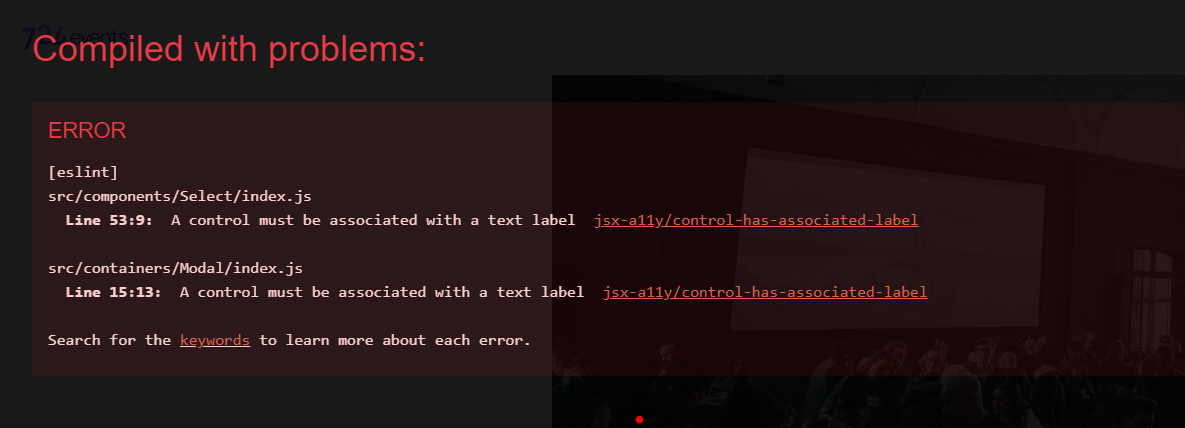 724 events
Compiled with problems:
ERROR
[eslint]
src/components/Select/index.js
Line 53:9: A control must be associated with a text label jsx-a11y/control-has-associated-label
src/containers/Modal/index.js
Line 15:13: A control must be associated with a text label jsx-a11y/control-has-associated-label
Search for the keywords to learn more about each error.